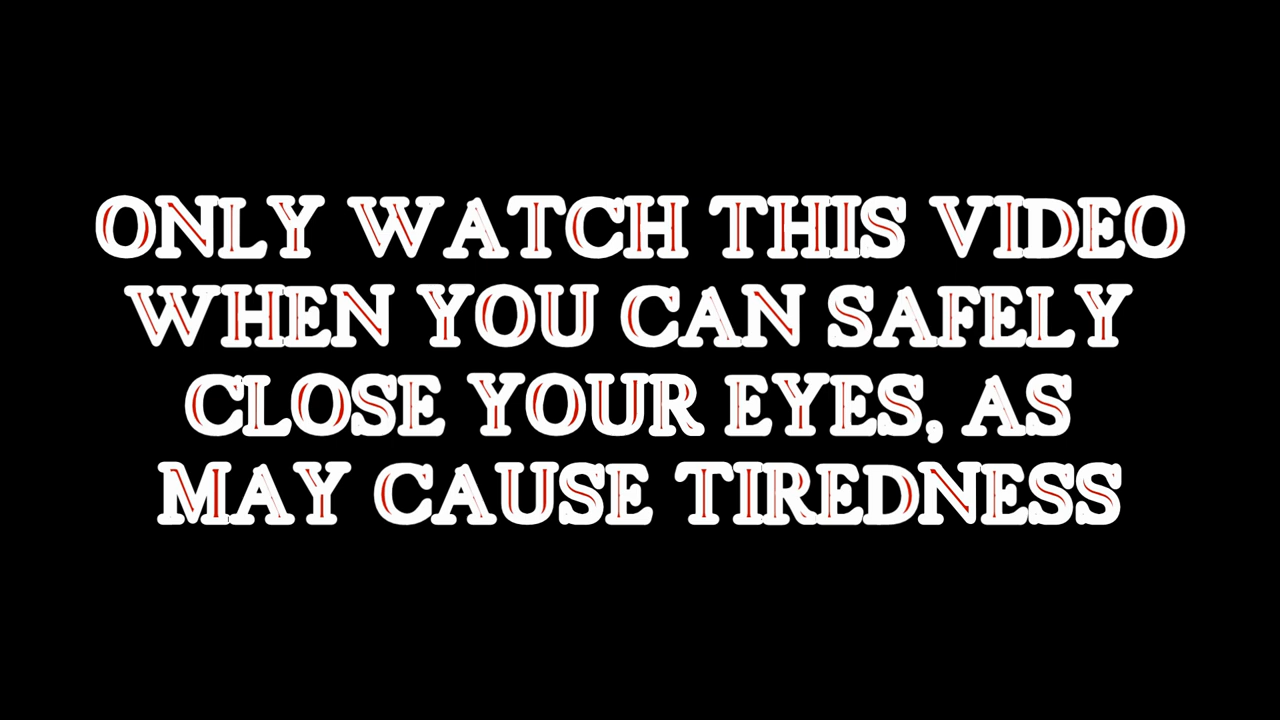 ONLY WATCH THIS VIDEO
WHEN YOU CAN SAFELY
CLOSE YOUR EYES, AS
MAY CAUSE TIREDNESS